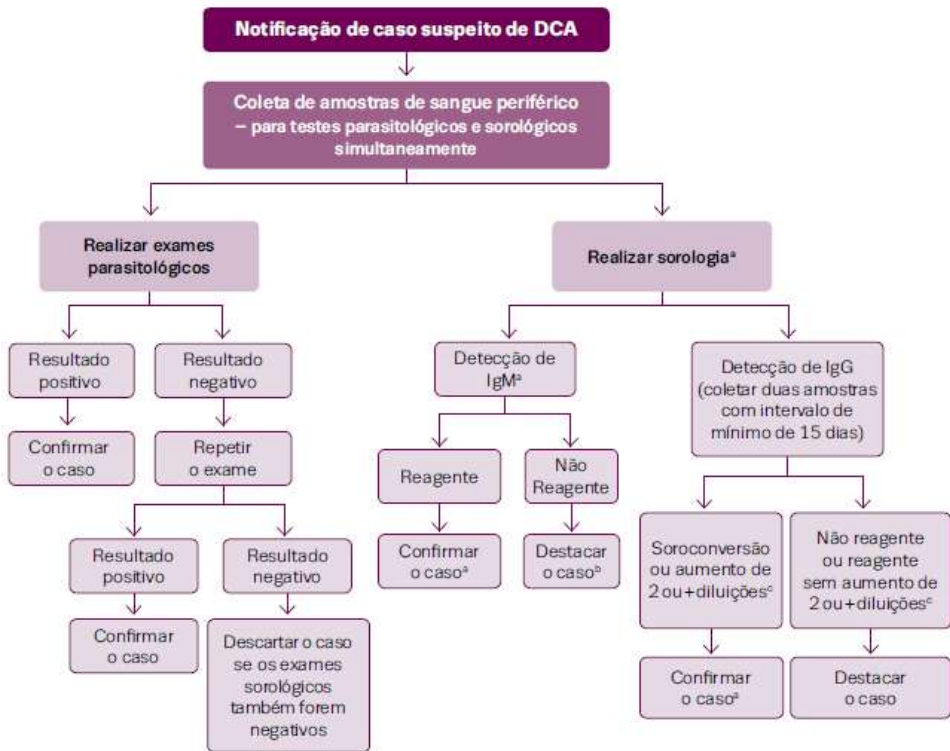 Notificação de caso suspeito de DCA
Coleta de amostras de sangue periférico
– para testes parasitológicos e sorológicos
simultaneamente
Realizar exames
parasitológicos
Realizar sorologiaª
Resultado
positivo
Resultado
negativo
Detecção de
IgMª
Detecção de IgG
(coletar duas amostras
com intervalo de
mínimo de 15 dias)
Confirmar
o caso
Repetir
o exame
Reagente
Não
Reagente
Resultado
positivo
Resultado
negativo
Confirmar
o casoª
Destacar
o casoᵇ
Soroconversão
ou aumento de
2 ou + diluiçõesᶜ
Não reagente
ou reagente
sem aumento de
2 ou + diluiçõesᶜ
Confirmar
o caso
Descartar o caso
se os exames
sorológicos
também forem
negativos
Confirmar
o casoª
Destacar
o caso